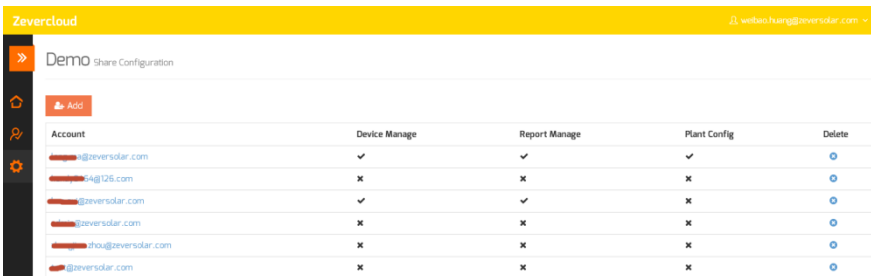 Zevercloud weibao.huang@zeversolar.com
Demo Share Configuration
Add
Account Device Manage Report Manage Plant Config Delete
a@zeversolar.com
64@126.com
@zeversolar.com
@zeversolar.com
zhou@zeversolar.com
@zeversolar.com